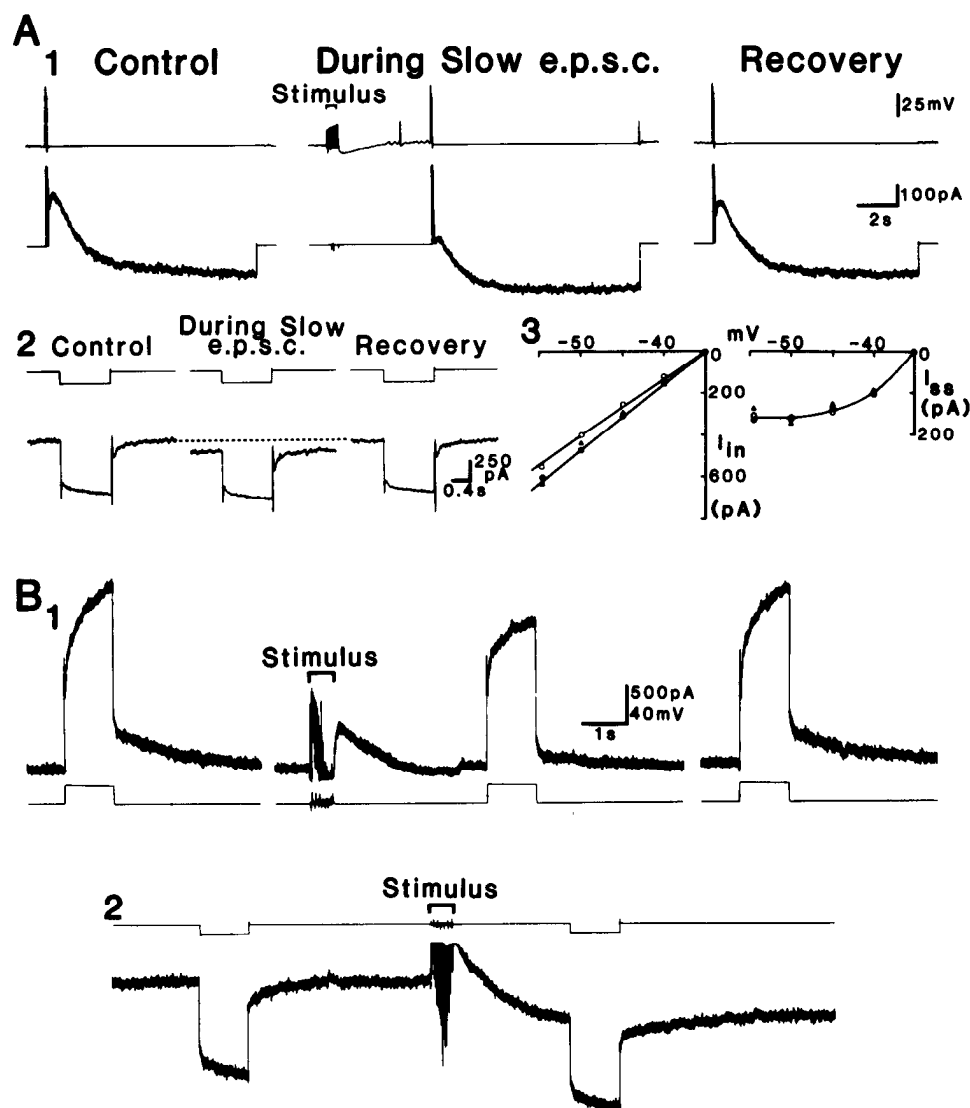 A
1 Control During Slow e.p.s.c. Recovery
Stimulus
25mV
100pA
2s
2 Control During Slow e.p.s.c. Recovery
250 pA
0.4s
3 mV
-50 -40 0
200
I in
600
(pA)
-50 -40 0
I ss
(pA)
200
B
1
Stimulus
500pA
40mV
1s
2
Stimulus